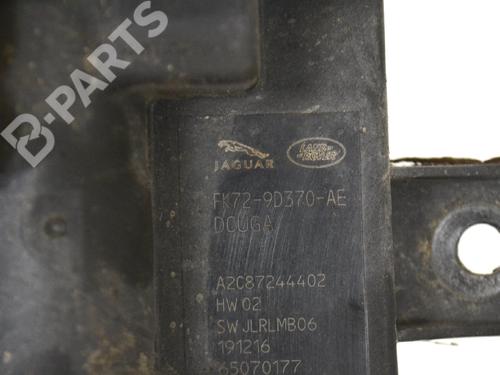 B-PARTS
JAGUAR
LAND ROVER
FK72-9D370-AE
DCUGA
A2C87244402
HW 02
SW JLRLMB06
191216
65070177